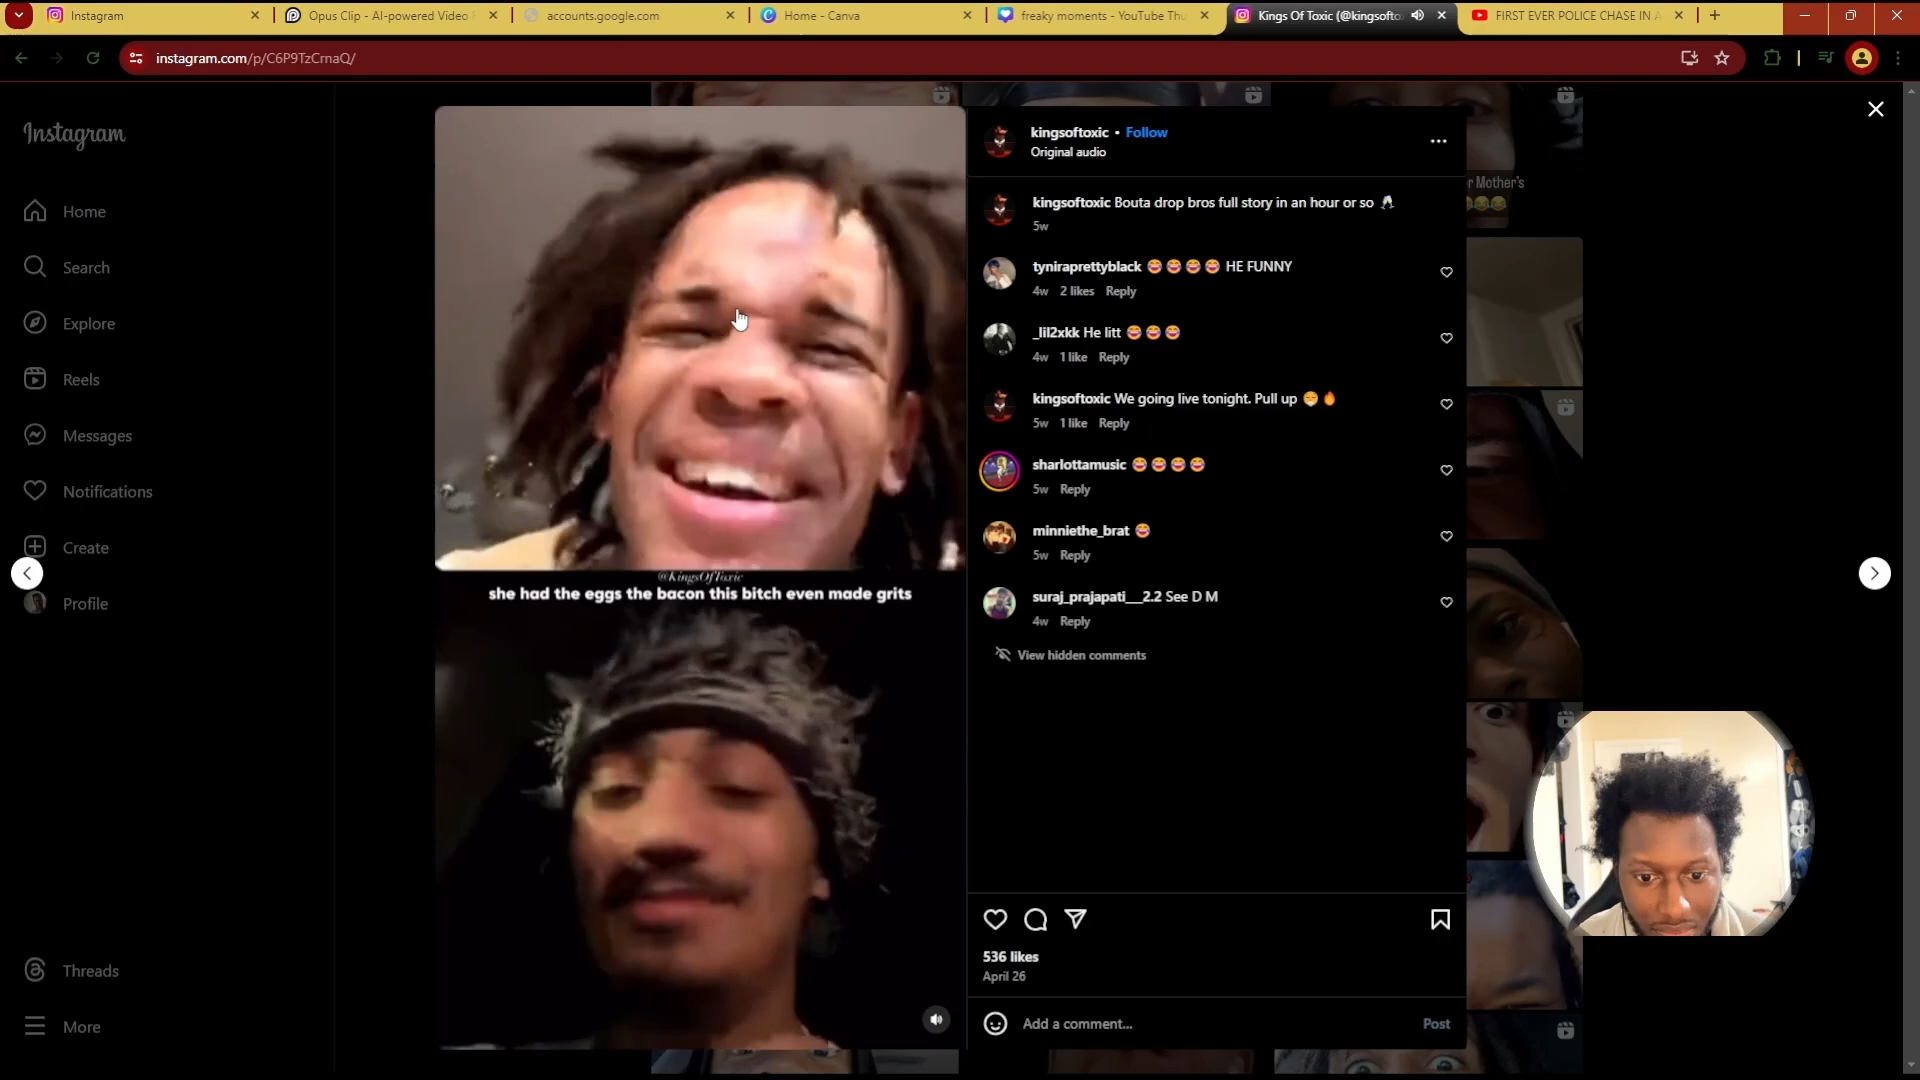 Instagram
Opus Clip - AI-powered Video
accounts.google.com
Home - Canva
freaky moments - YouTube Thu
Kings Of Toxic (@kingsofto
FIRST EVER POLICE CHASE IN
instagram.com/p/C6P9TzCrnaQ/
Instagram
Home
Search
Explore
Reels
Messages
Notifications
Create
Profile
Threads
More
@KingsOfToxic
she had the eggs the bacon this bitch even made grits
kingsoftoxic • Follow
Original audio
kingsoftoxic Bouta drop bros full story in an hour or so
5w
tyniraprettyblack 😂😂😂😂 HE FUNNY
4w 2 likes Reply
_lil2xkk He litt 😂😂😂
4w 1 like Reply
kingsoftoxic We going live tonight. Pull up 😁🔥
5w 1 like Reply
sharlottamusic 😂😂😂😂
5w Reply
minniethe_brat 😂
5w Reply
suraj_prajapati__2.2 See D M
4w Reply
View hidden comments
536 likes
April 26
Add a comment...
Post
r Mother's
😂😂😂